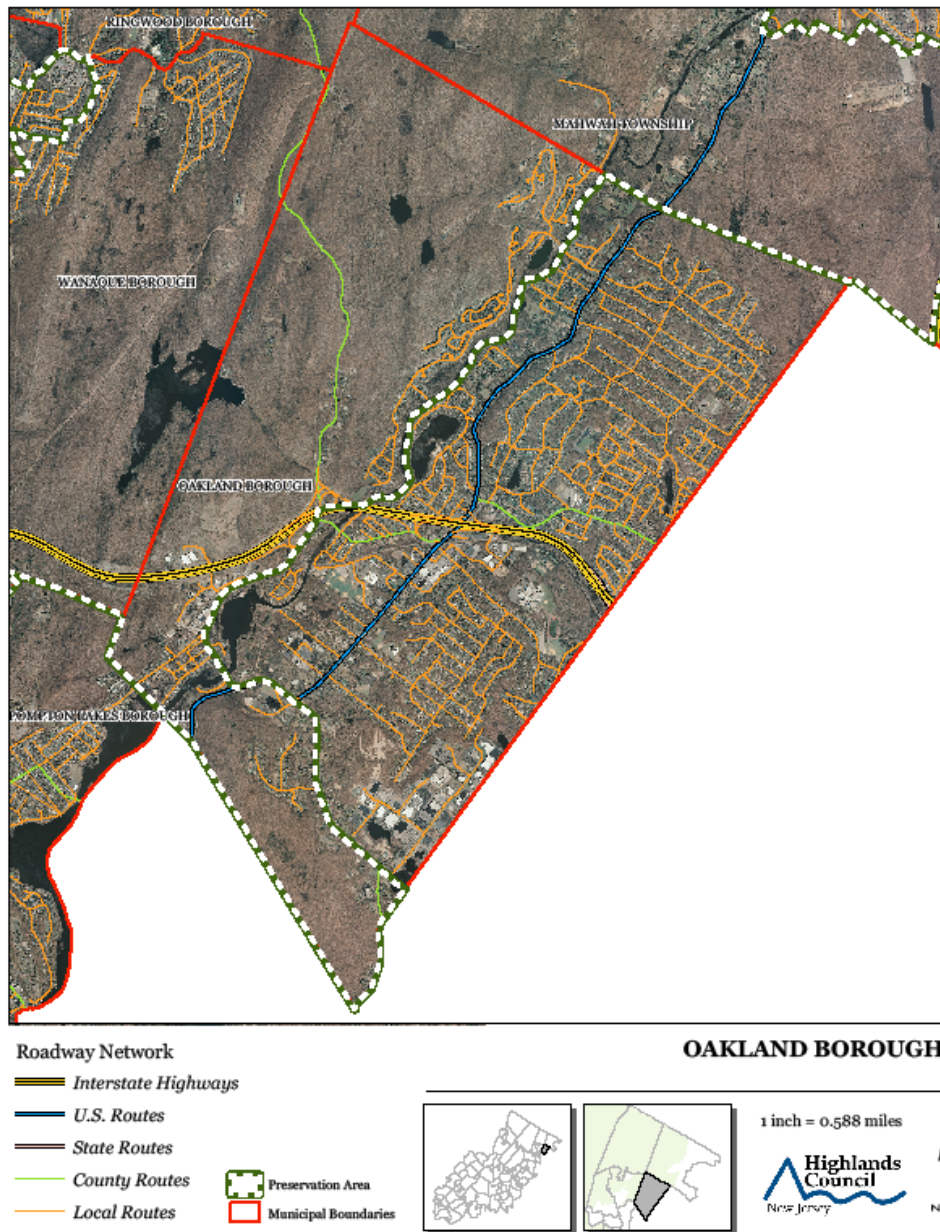 RINGWOOD BOROUGH
MAHWAH TOWNSHIP
WANAQUE BOROUGH
OAKLAND BOROUGH
OMPTON LAKES BOROUGH
Roadway Network
Interstate Highways
U.S. Routes
State Routes
County Routes
Local Routes
Preservation Area
Municipal Boundaries
OAKLAND BOROUGH
1 inch = 0.588 miles
Highlands
Council
New Jersey
N